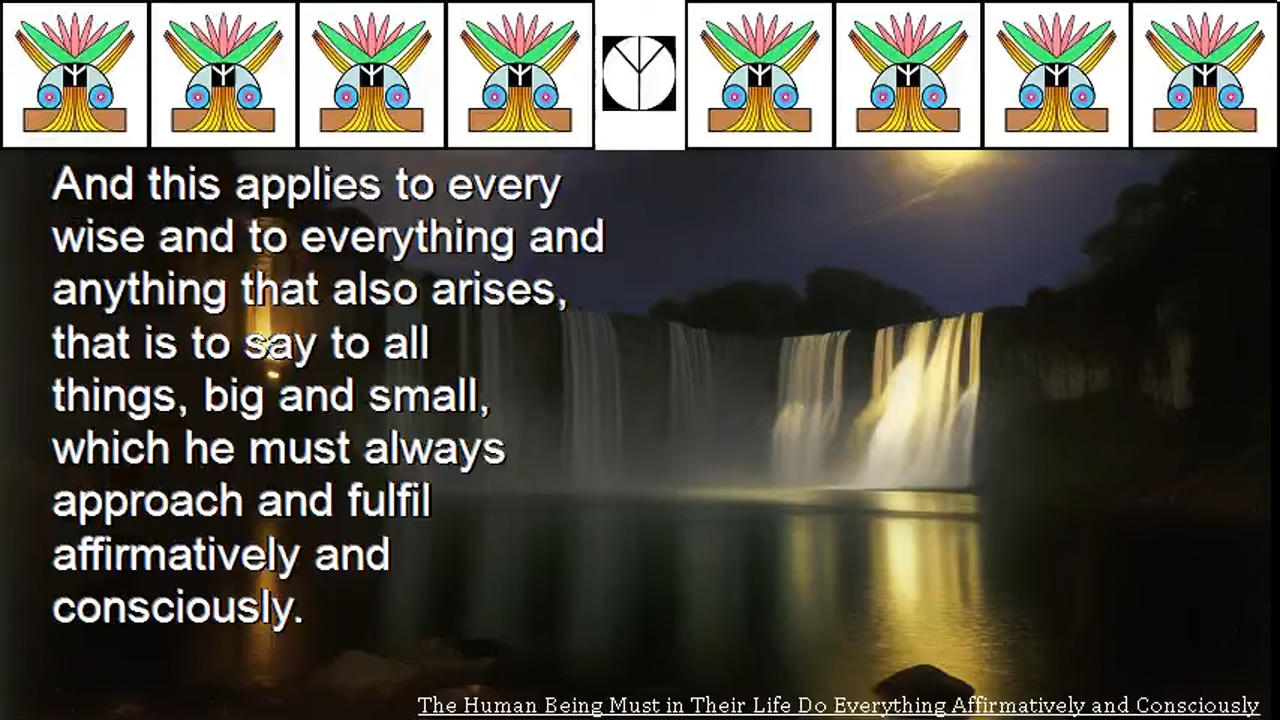 And this applies to every
wise and to everything and
anything that also arises,
that is to say to all
things, big and small,
which he must always
approach and fulfil
affirmatively and
consciously.
The Human Being Must in Their Life Do Everything Affirmatively and Consciously